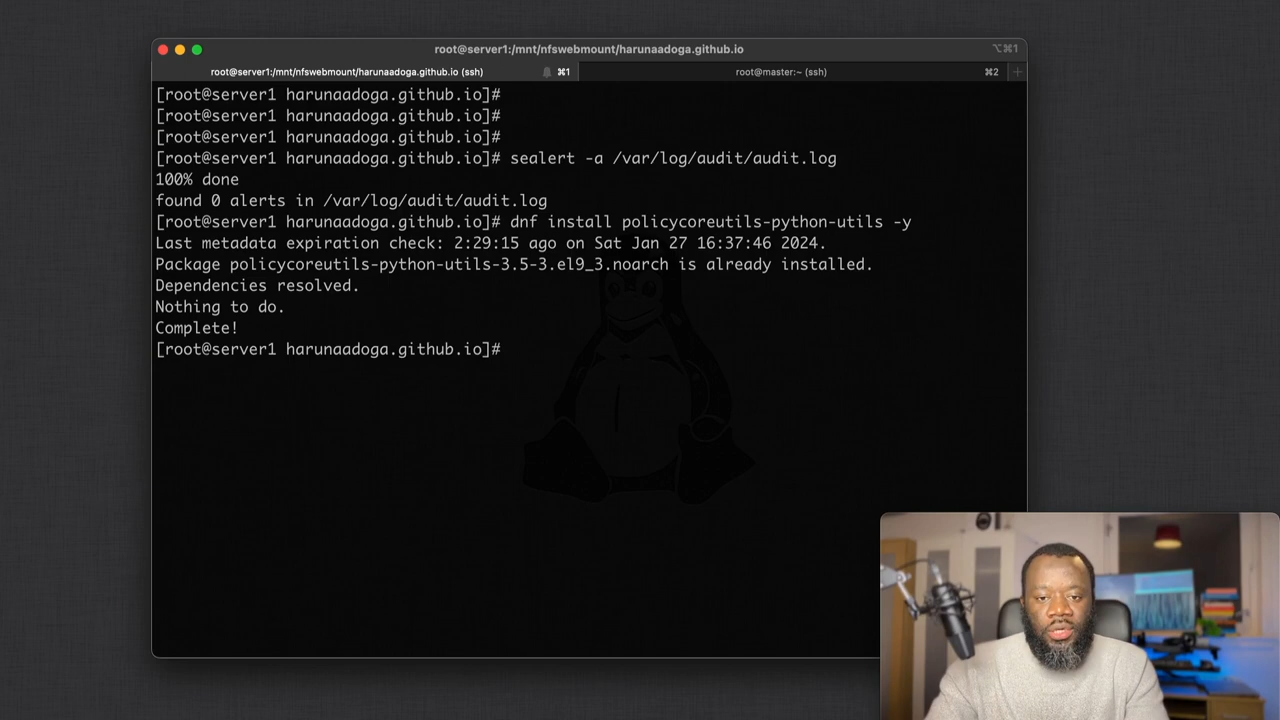 root@server1:/mnt/nfswebmount/harunaadoga.github.io
⌥⌘1
root@server1:/mnt/nfswebmount/harunaadoga.github.io (ssh)
⌘1
root@master:~ (ssh)
⌘2
+
[root@server1 harunaadoga.github.io]#
[root@server1 harunaadoga.github.io]#
[root@server1 harunaadoga.github.io]#
[root@server1 harunaadoga.github.io]# sealert -a /var/log/audit/audit.log
100% done
found 0 alerts in /var/log/audit/audit.log
[root@server1 harunaadoga.github.io]# dnf install policycoreutils-python-utils -y
Last metadata expiration check: 2:29:15 ago on Sat Jan 27 16:37:46 2024.
Package policycoreutils-python-utils-3.5-3.el9_3.noarch is already installed.
Dependencies resolved.
Nothing to do.
Complete!
[root@server1 harunaadoga.github.io]#